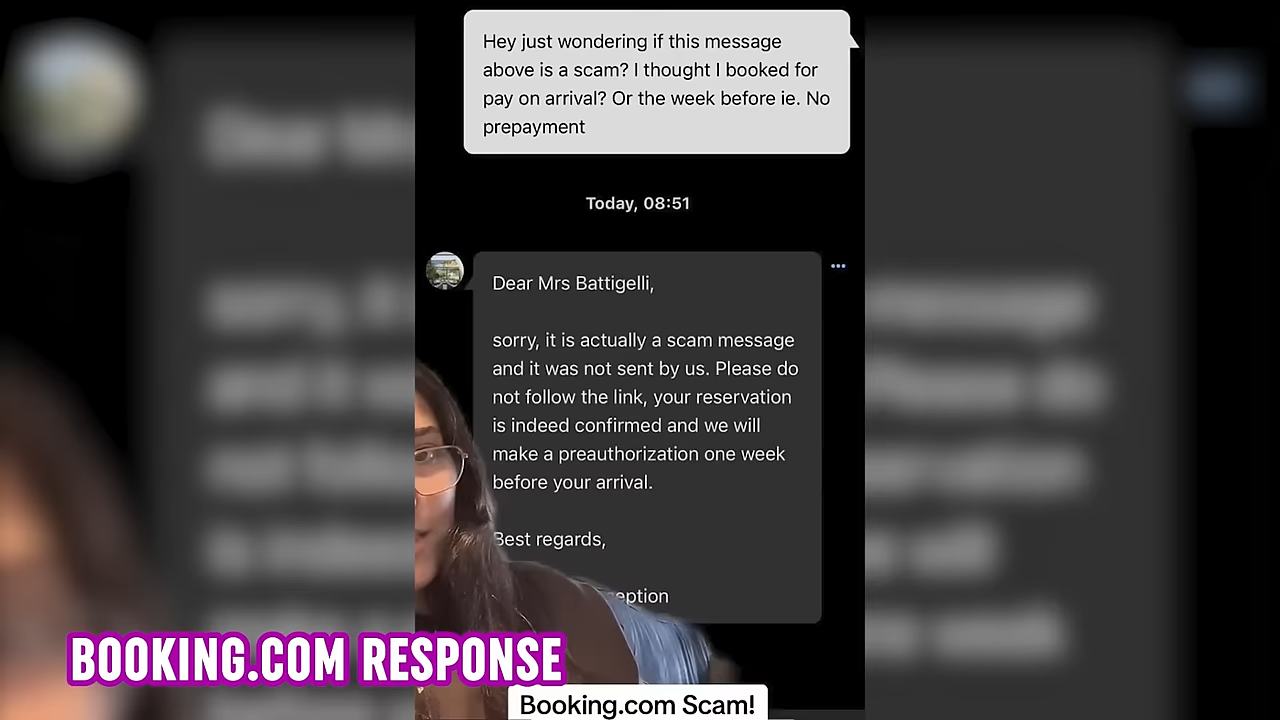 Hey just wondering if this message
above is a scam? I thought I booked for
pay on arrival? Or the week before ie. No
prepayment
Today, 08:51
Dear Mrs Battigelli,
sorry, it is actually a scam message
and it was not sent by us. Please do
not follow the link, your reservation
is indeed confirmed and we will
make a preauthorization one week
before your arrival.
Best regards,
BOOKING.COM RESPONSE
Booking.com Scam!